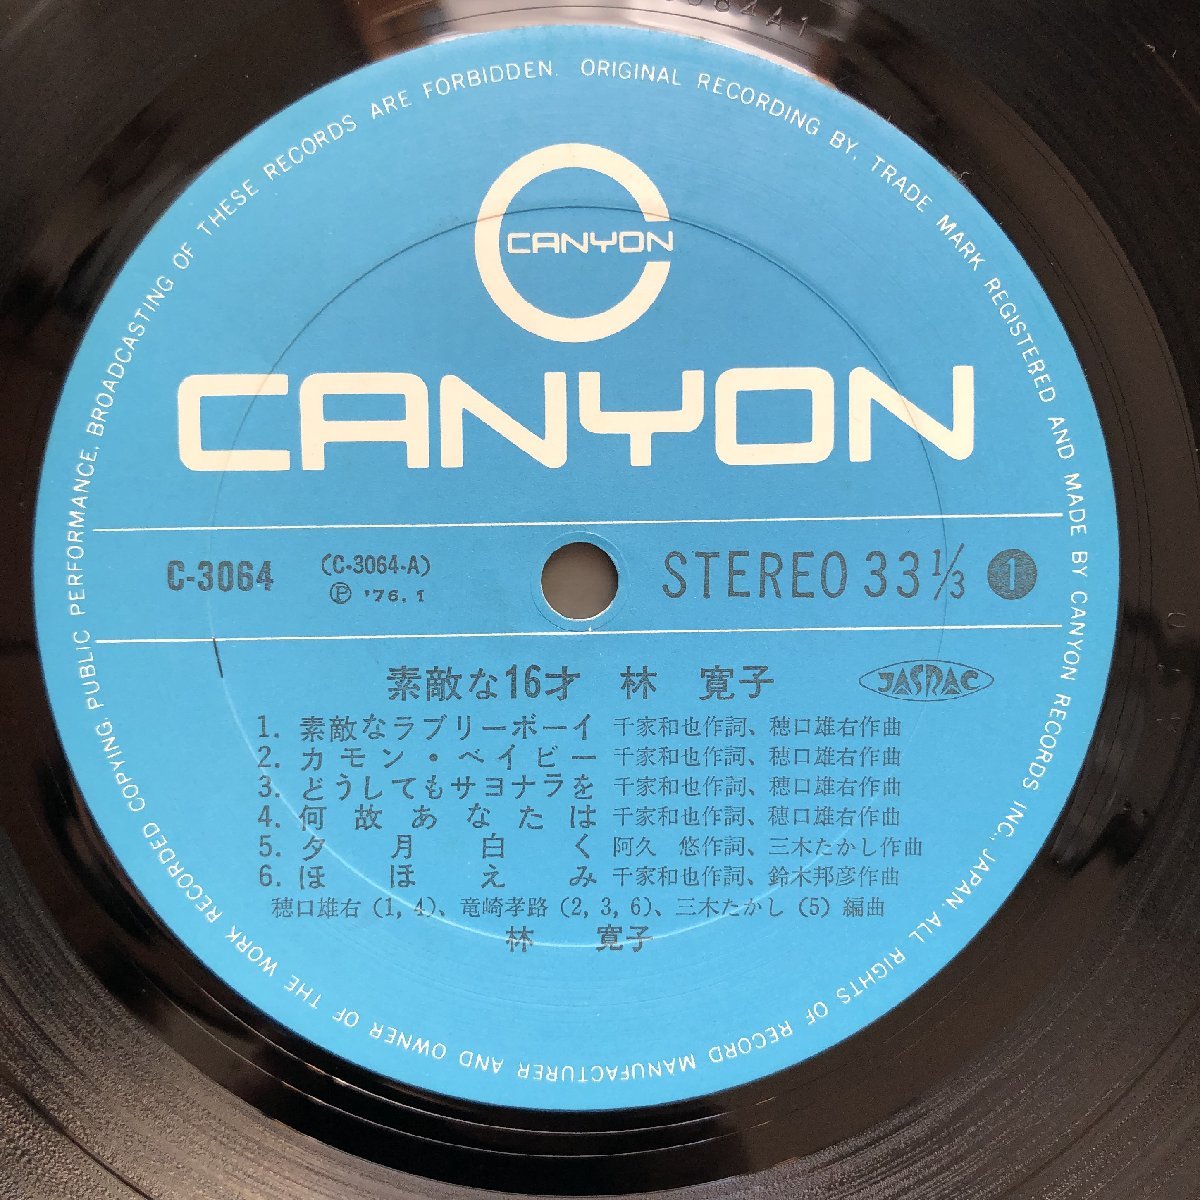 CANYON
CANYON
C-3064 (C-3064-A) STEREO 33 1/3 1
Ⓟ '76.1
素敵な16才 林 寛子
JASRAC
1. 素敵なラブリーボーイ 千家和也作詞、穂口雄右作曲
2. カモン・ベイビー 千家和也作詞、穂口雄右作曲
3. どうしてもサヨナラを 千家和也作詞、穂口雄右作曲
4. 何故あなたは 千家和也作詞、穂口雄右作曲
5. 夕月白く 阿久 悠作詞、三木たかし作曲
6. ほほえみ 千家和也作詞、鈴木邦彦作曲
穂口雄右 (1, 4)、竜崎孝路 (2, 3, 6)、三木たかし (5) 編曲
林 寛子
ORIGINAL RECORDING BY, TRADE MARK REGISTERED AND MADE BY CANYON RECORDS INC., JAPAN, ALL RIGHTS OF RECORD MANUFACTURER AND OWNER OF THE WORK RECORDED COPYING, PUBLIC PERFORMANCE, BROADCASTING OF THESE RECORDS ARE FORBIDDEN.